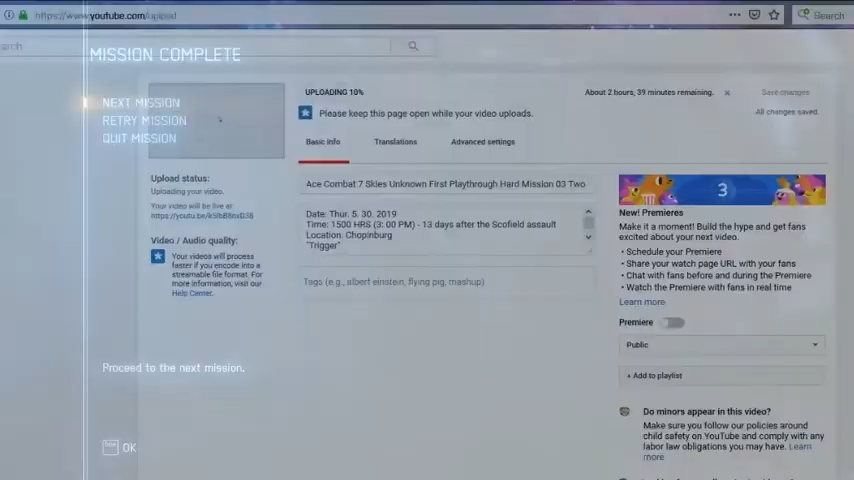 https://www.youtube.com/upload
Search
arch
MISSION COMPLETE
NEXT MISSION
RETRY MISSION
QUIT MISSION
UPLOADING 10%
About 2 hours, 39 minutes remaining.
Save changes
Please keep this page open while your video uploads.
All changes saved.
Basic info
Translations
Advanced settings
Upload status:
Uploading your video.
Your video will be live at:
Ace Combat 7 Skies Unknown First Playthrough Hard Mission 03 Two
Date: Thur. 5. 30. 2019
Time: 1500 HRS (3:00 PM) - 13 days after the Scofield assault
Location: Chopinburg
"Trigger"
Video / Audio quality:
Your videos will process
faster if you encode into a
streamable file format. For
more information, visit our
Help Center.
Tags (e.g., albert einstein, flying pig, mashup)
3
New! Premieres
Make it a moment! Build the hype and get fans
excited about your next video.
• Schedule your Premiere
• Share your watch page URL with your fans
• Chat with fans before and during the Premiere
• Watch the Premiere with fans in real time
Learn more
Premiere
Public
+ Add to playlist
Do minors appear in this video?
Make sure you follow our policies around
child safety on YouTube and comply with any
labor law obligations you may have. Learn
more
Proceed to the next mission.
OK